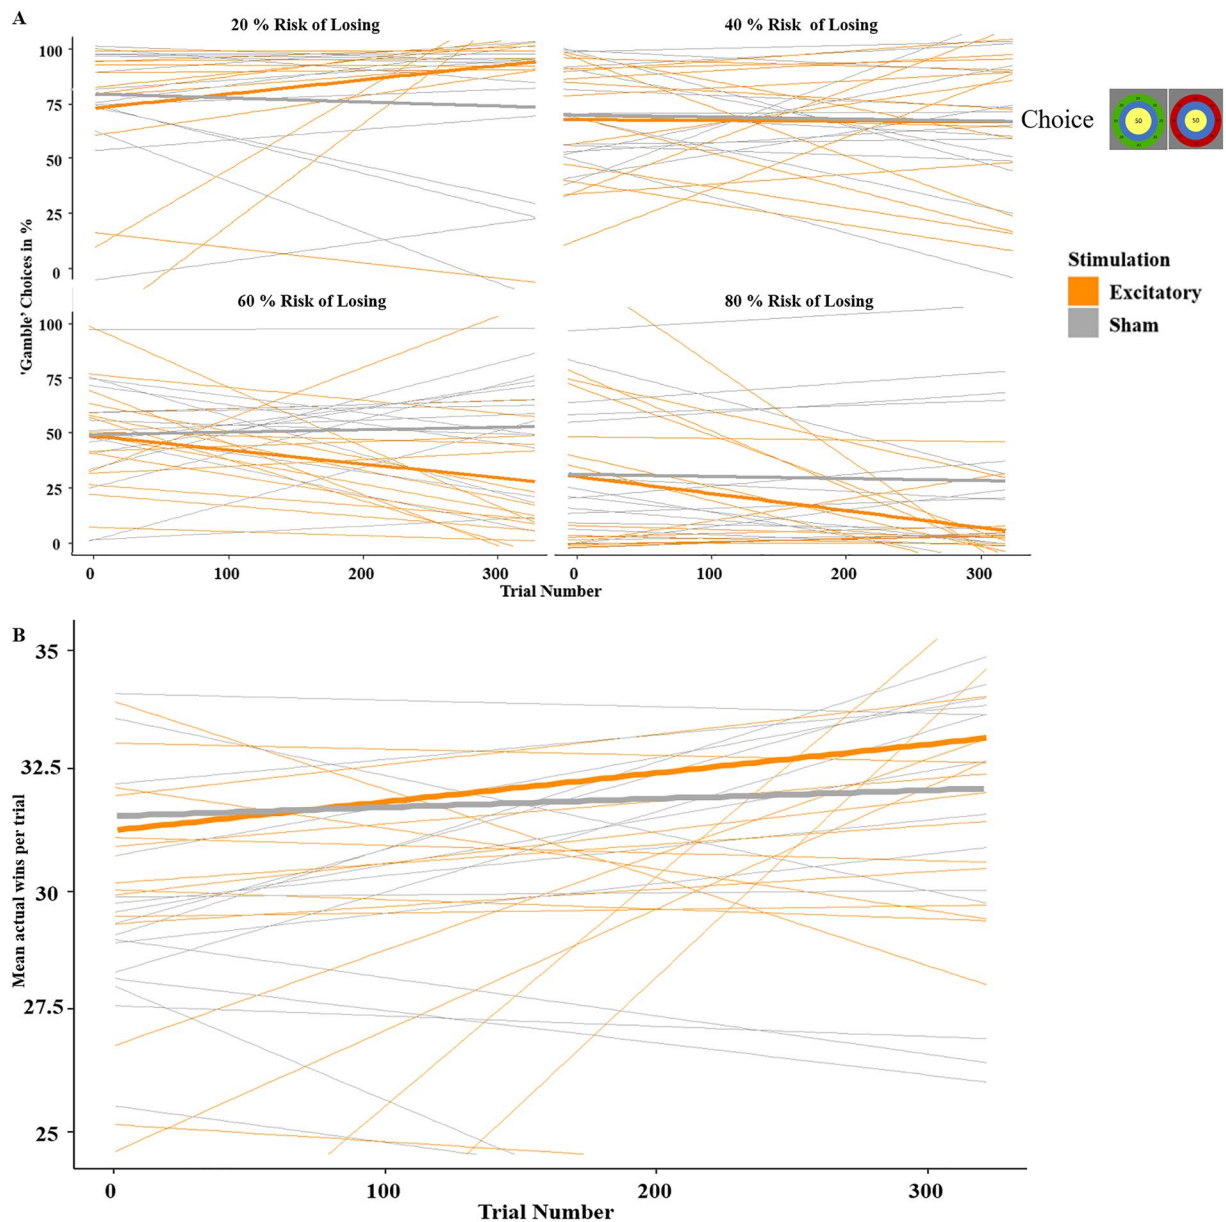 A
20 % Risk of Losing
40 % Risk of Losing
100
75
50
25
0
Choice
50
50
'Gamble' Choices in %
Stimulation
Excitatory
Sham
60 % Risk of Losing
80 % Risk of Losing
100
75
50
25
0
0
100
200
300
0
100
200
300
Trial Number
B
35
32.5
30
27.5
25
Mean actual wins per trial
0
100
200
300
Trial Number